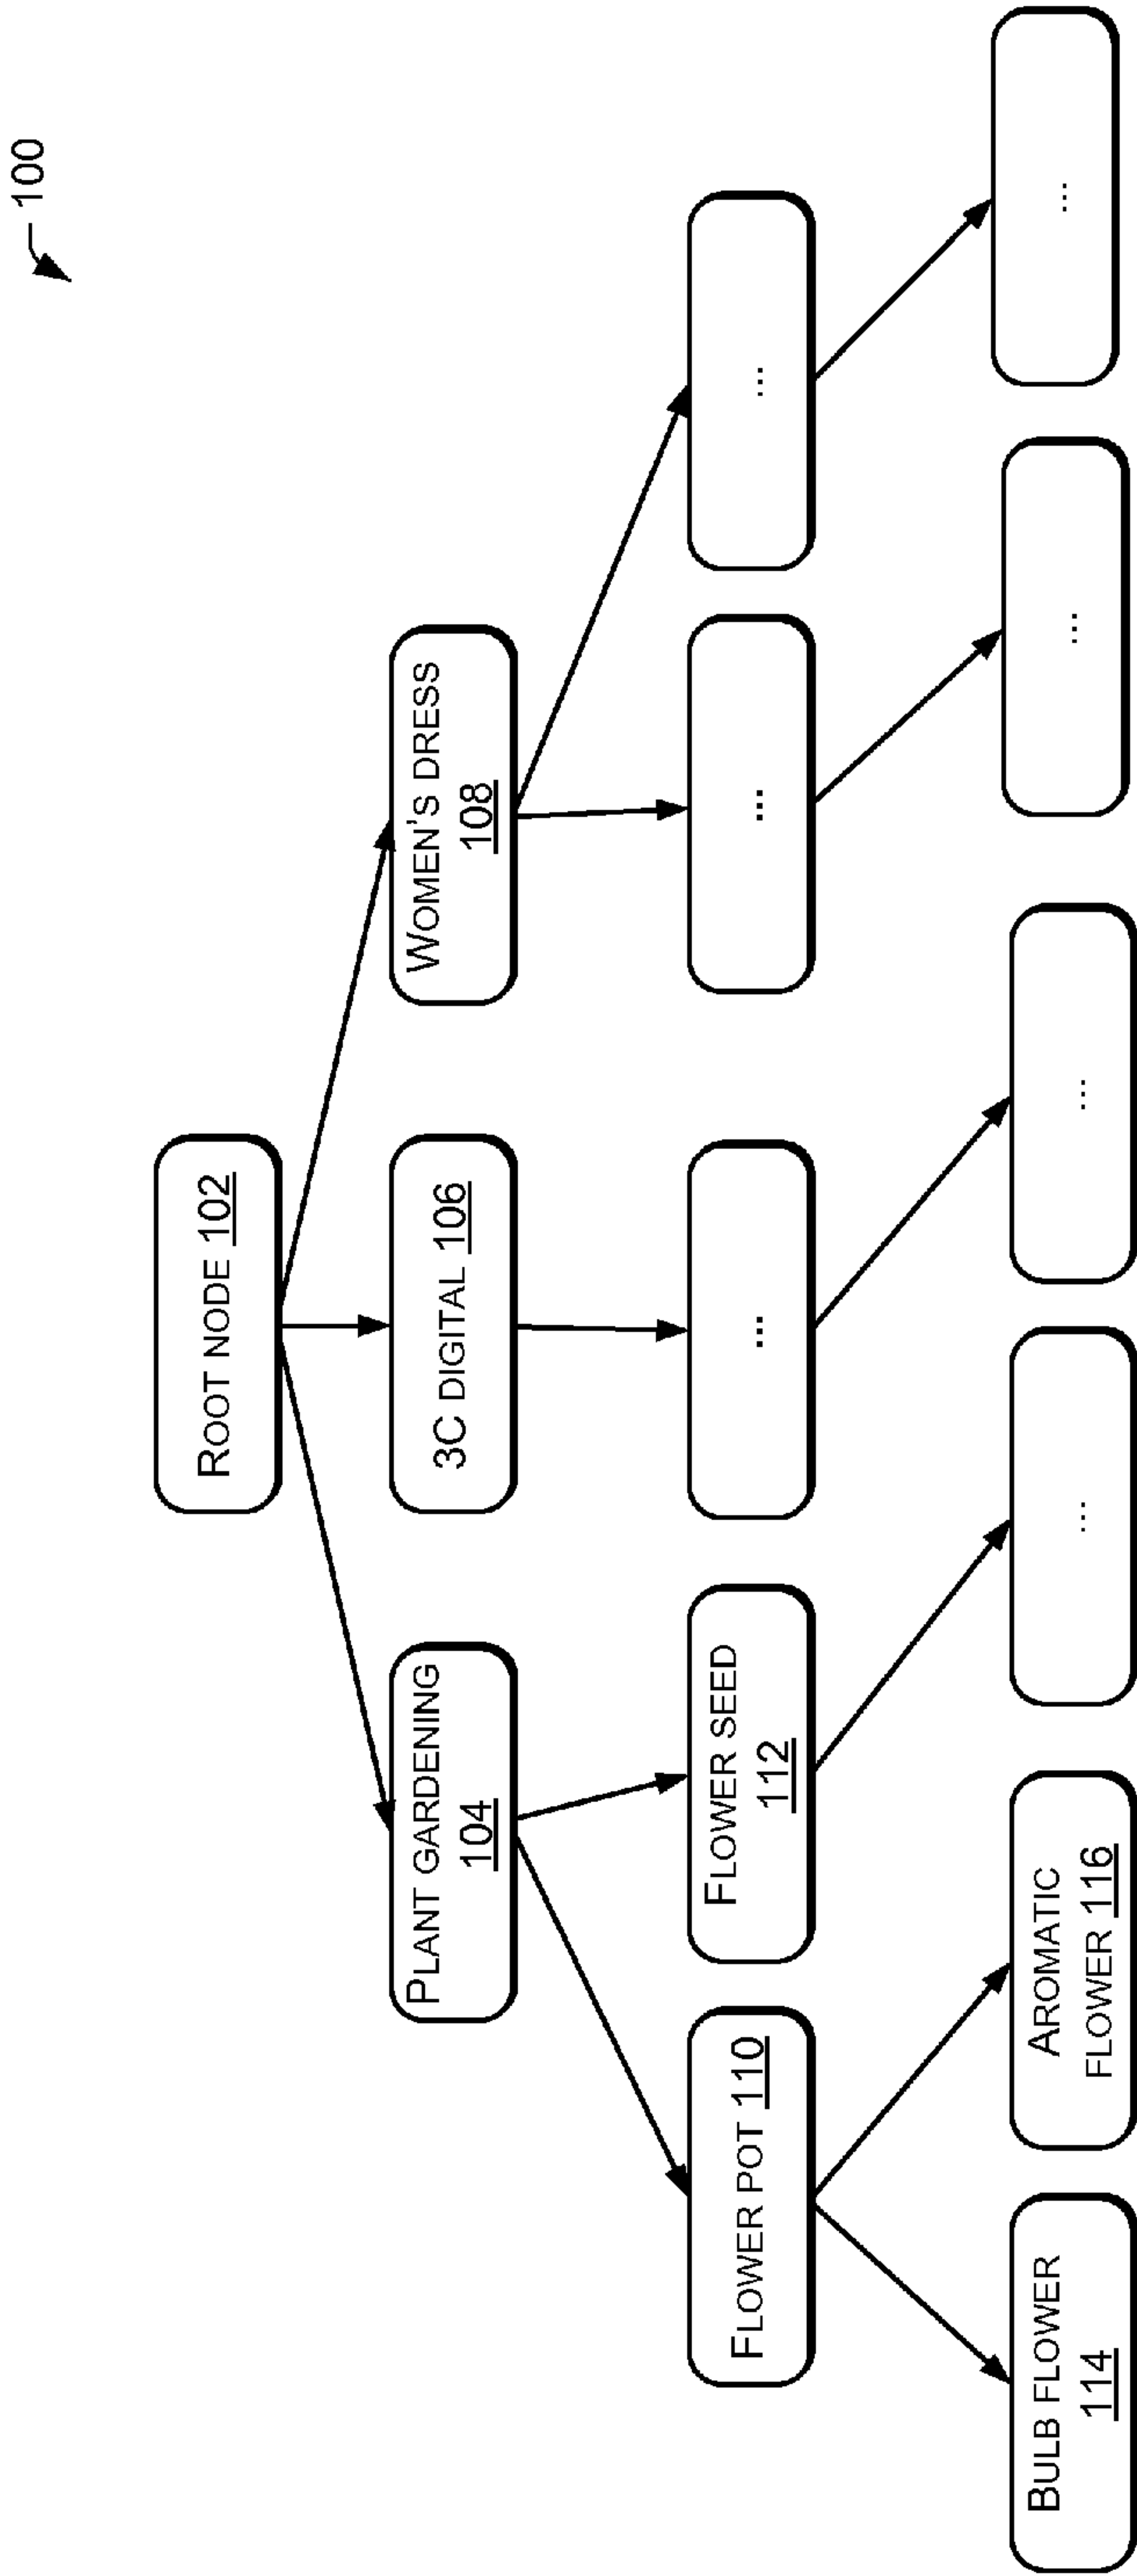 100
ROOT NODE 102
PLANT GARDENING
104
3C DIGITAL 106
WOMEN'S DRESS
108
FLOWER POT 110
FLOWER SEED
112
...
...
...
BULB FLOWER
114
AROMATIC
FLOWER 116
...
...
...
...